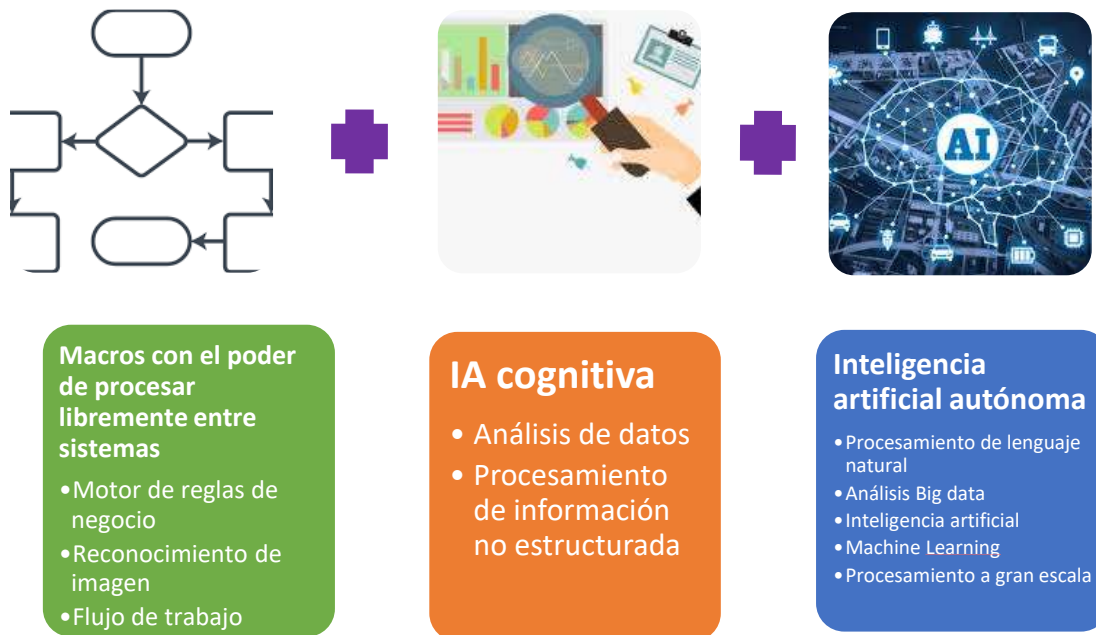 AI
Macros con el poder
de procesar
libremente entre
sistemas
•Motor de reglas de
negocio
•Reconocimiento de
imagen
•Flujo de trabajo
IA cognitiva
• Análisis de datos
• Procesamiento
de información
no estructurada
Inteligencia
artificial autónoma
•Procesamiento de lenguaje
natural
•Análisis Big data
•Inteligencia artificial
•Machine Learning
•Procesamiento a gran escala